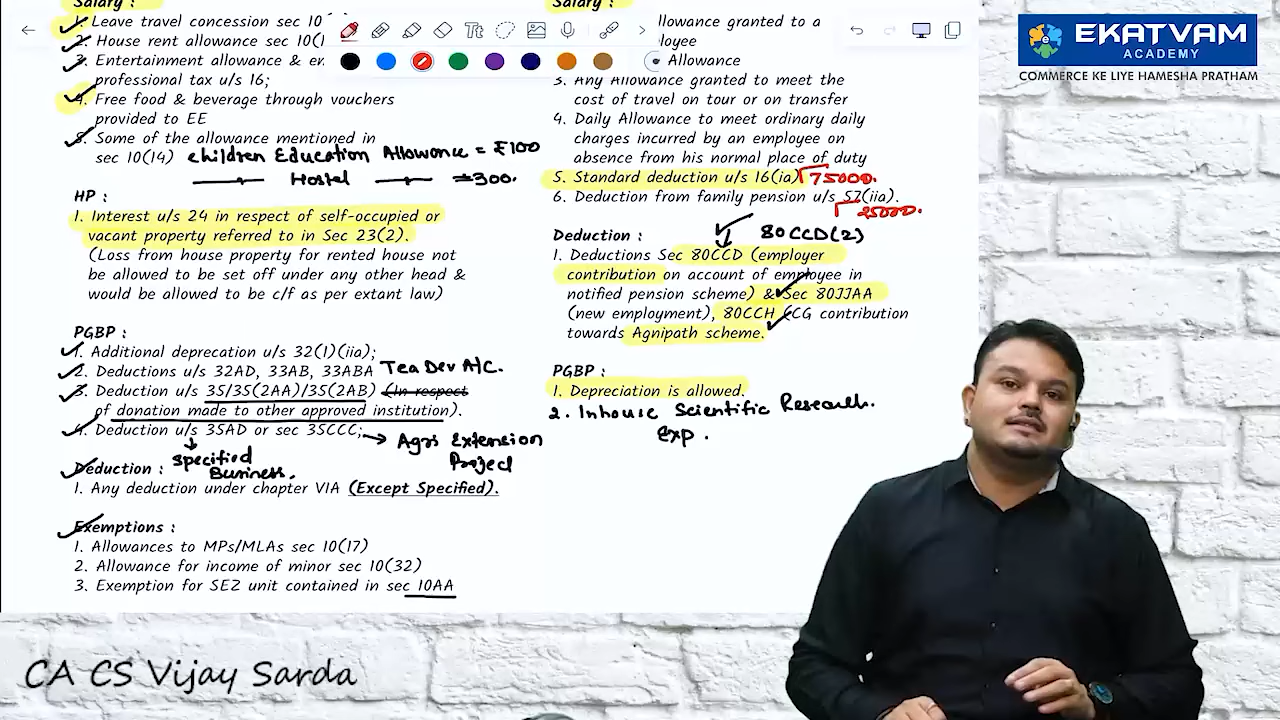 Salary :
1. Leave travel concession sec 10
2. House rent allowance sec 10(
3. Entertainment allowance &
professional tax u/s 16;
4. Free food & beverage through vouchers
provided to EE
5. Some of the allowance mentioned in
sec 10(14) Children Education Allowance = ₹100
Hostel = 300.
HP :
1. Interest u/s 24 in respect of self-occupied or
vacant property referred to in Sec 23(2).
(Loss from house property for rented house not
be allowed to be set off under any other head &
would be allowed to be c/f as per extant law)
PGBP :
1. Additional deprecation u/s 32(1)(iia);
2. Deductions u/s 32AD, 33AB, 33ABA Tea Dev A/C.
3. Deduction u/s 35/35(2AA)/35(2AB) (In respect
of donation made to other approved institution).
4. Deduction u/s 35AD or sec 35CCC; → Agri Extension
Project
Specified
Business.
Deduction :
1. Any deduction under chapter VIA (Except Specified).
Exemptions :
1. Allowances to MPs/MLAs sec 10(17)
2. Allowance for income of minor sec 10(32)
3. Exemption for SEZ unit contained in sec 10AA
Salary :
llowance granted to a
loyee
Allowance
3. Any Allowance granted to meet the
cost of travel on tour or on transfer
4. Daily Allowance to meet ordinary daily
charges incurred by an employee on
absence from his normal place of duty
5. Standard deduction u/s 16(ia) 75000.
6. Deduction from family pension u/s 57(iia).
25000.
Deduction : 80CCD(2)
1. Deductions Sec 80CCD (employer
contribution on account of employee in
notified pension scheme) & Sec 80JJAA
(new employment), 80CCH (CG contribution
towards Agnipath scheme.
PGBP :
1. Depreciation is allowed.
2. Inhouse Scientific Research.
Exp.
EKATVAM
ACADEMY
COMMERCE KE LIYE HAMESHA PRATHAM
CA CS Vijay Sarda